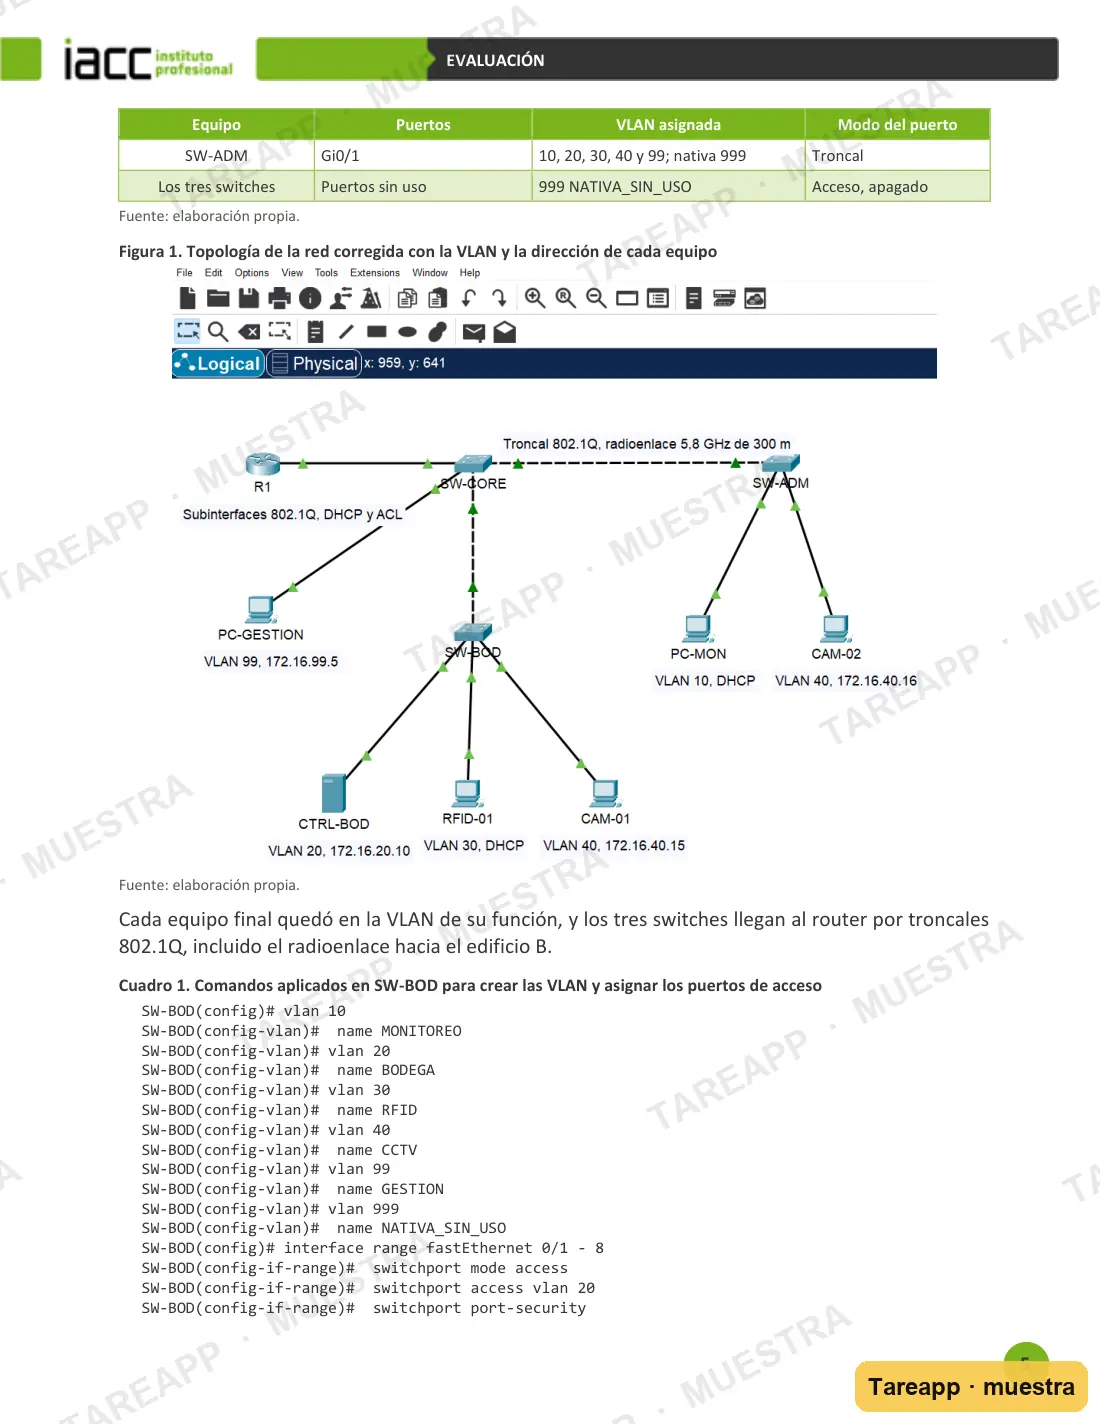 iacc instituto profesional
EVALUACIÓN
Equipo Puertos VLAN asignada Modo del puerto
SW-ADM Gi0/1 10, 20, 30, 40 y 99; nativa 999 Troncal
Los tres switches Puertos sin uso 999 NATIVA_SIN_USO Acceso, apagado
Fuente: elaboración propia.
Figura 1. Topología de la red corregida con la VLAN y la dirección de cada equipo
File Edit Options View Tools Extensions Window Help
Logical Physical x: 959, y: 641
Troncal 802.1Q, radioenlace 5,8 GHz de 300 m
R1
SW-CORE
SW-ADM
Subinterfaces 802.1Q, DHCP y ACL
PC-GESTION
VLAN 99, 172.16.99.5
SW-BOD
PC-MON
CAM-02
VLAN 10, DHCP
VLAN 40, 172.16.40.16
CTRL-BOD
RFID-01
CAM-01
VLAN 20, 172.16.20.10
VLAN 30, DHCP
VLAN 40, 172.16.40.15
Fuente: elaboración propia.
Cada equipo final quedó en la VLAN de su función, y los tres switches llegan al router por troncales
802.1Q, incluido el radioenlace hacia el edificio B.
Cuadro 1. Comandos aplicados en SW-BOD para crear las VLAN y asignar los puertos de acceso
SW-BOD(config)# vlan 10
SW-BOD(config-vlan)#  name MONITOREO
SW-BOD(config-vlan)# vlan 20
SW-BOD(config-vlan)#  name BODEGA
SW-BOD(config-vlan)# vlan 30
SW-BOD(config-vlan)#  name RFID
SW-BOD(config-vlan)# vlan 40
SW-BOD(config-vlan)#  name CCTV
SW-BOD(config-vlan)# vlan 99
SW-BOD(config-vlan)#  name GESTION
SW-BOD(config-vlan)# vlan 999
SW-BOD(config-vlan)#  name NATIVA_SIN_USO
SW-BOD(config)# interface range fastEthernet 0/1 - 8
SW-BOD(config-if-range)#  switchport mode access
SW-BOD(config-if-range)#  switchport access vlan 20
SW-BOD(config-if-range)#  switchport port-security
Tareapp · muestra
TAREAPP · MUESTRA